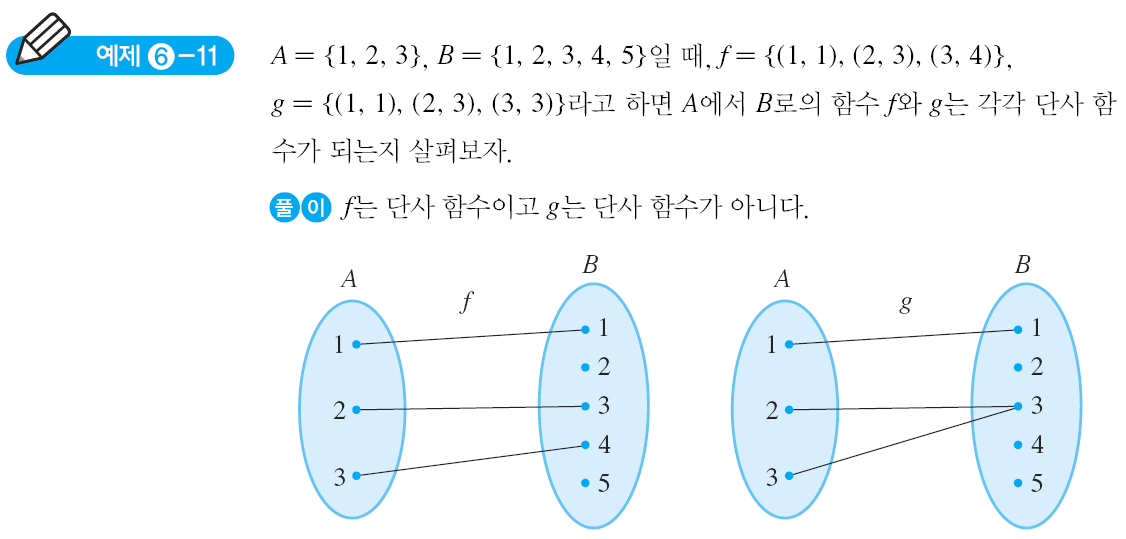 예제 6-11
A = {1, 2, 3}, B = {1, 2, 3, 4, 5}일 때, f = {(1, 1), (2, 3), (3, 4)},
g = {(1, 1), (2, 3), (3, 3)}라고 하면 A에서 B로의 함수 f와 g는 각각 단사 함
수가 되는지 살펴보자.
풀이 f는 단사 함수이고 g는 단사 함수가 아니다.
A
f
B
1
2
3
1
2
3
4
5
A
g
B
1
2
3
1
2
3
4
5